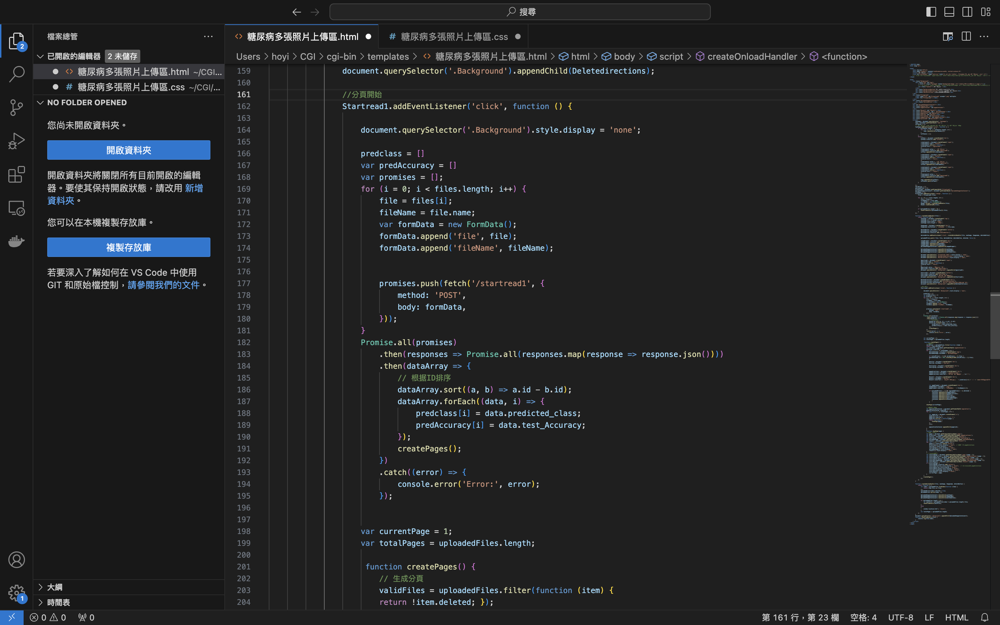 搜尋
檔案總管
已開啟的編輯器 2 未儲存
糖尿病多張照片上傳區.html ~/CGI...
糖尿病多張照片上傳區.css ~/CGI/...
NO FOLDER OPENED
您尚未開啟資料夾。
開啟資料夾
開啟資料夾將關閉所有目前開啟的編輯
器。要使其保持開啟狀態，請改用 新增
資料夾。
您可以在本機複製存放庫。
複製存放庫
若要深入了解如何在 VS Code 中使用
GIT 和原始檔控制，請參閱我們的文件。
大綱
時間表
2
1
糖尿病多張照片上傳區.html
# 糖尿病多張照片上傳區.css
Users > hoyi > CGI > cgi-bin > templates > 糖尿病多張照片上傳區.html > html > body > script > createOnloadHandler > <function>
159 document.querySelector('.Background').appendChild(Deletedirections);
160
161 //分頁開始
162 Startread1.addEventListener('click', function () {
163
164 document.querySelector('.Background').style.display = 'none';
165
166 predclass = []
167 var predAccuracy = []
168 var promises = [];
169 for (i = 0; i < files.length; i++) {
170 file = files[i];
171 fileName = file.name;
172 var formData = new FormData();
173 formData.append('file', file);
174 formData.append('fileName', fileName);
175
176
177 promises.push(fetch('/startread1', {
178 method: 'POST',
179 body: formData,
180 }));
181 }
182 Promise.all(promises)
183 .then(responses => Promise.all(responses.map(response => response.json())))
184 .then(dataArray => {
185 // 根据ID排序
186 dataArray.sort((a, b) => a.id - b.id);
187 dataArray.forEach((data, i) => {
188 predclass[i] = data.predicted_class;
189 predAccuracy[i] = data.test_Accuracy;
190 });
191 createPages();
192 })
193 .catch((error) => {
194 console.error('Error:', error);
195 });
196
197
198 var currentPage = 1;
199 var totalPages = uploadedFiles.length;
200
201 function createPages() {
202 // 生成分頁
203 validFiles = uploadedFiles.filter(function (item) {
204 return !item.deleted; });
0 0 0
第 161 行，第 23 欄 空格: 4 UTF-8 LF HTML